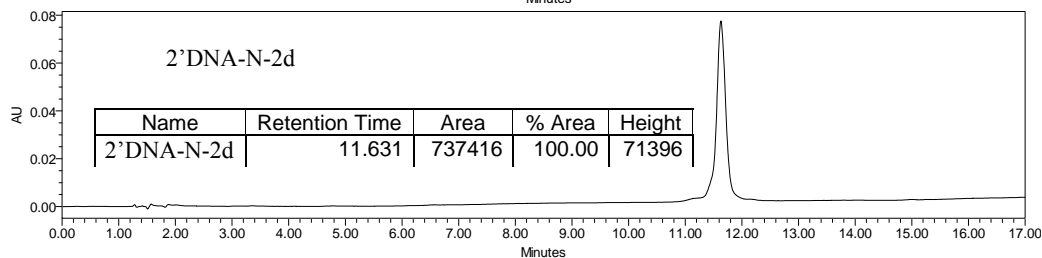 Minutes
0.08
2’DNA-N-2d
0.06
AU
0.04
Name Retention Time Area % Area Height
2’DNA-N-2d 11.631 737416 100.00 71396
0.02
0.00
0.00 1.00 2.00 3.00 4.00 5.00 6.00 7.00 8.00 9.00 10.00 11.00 12.00 13.00 14.00 15.00 16.00 17.00
Minutes